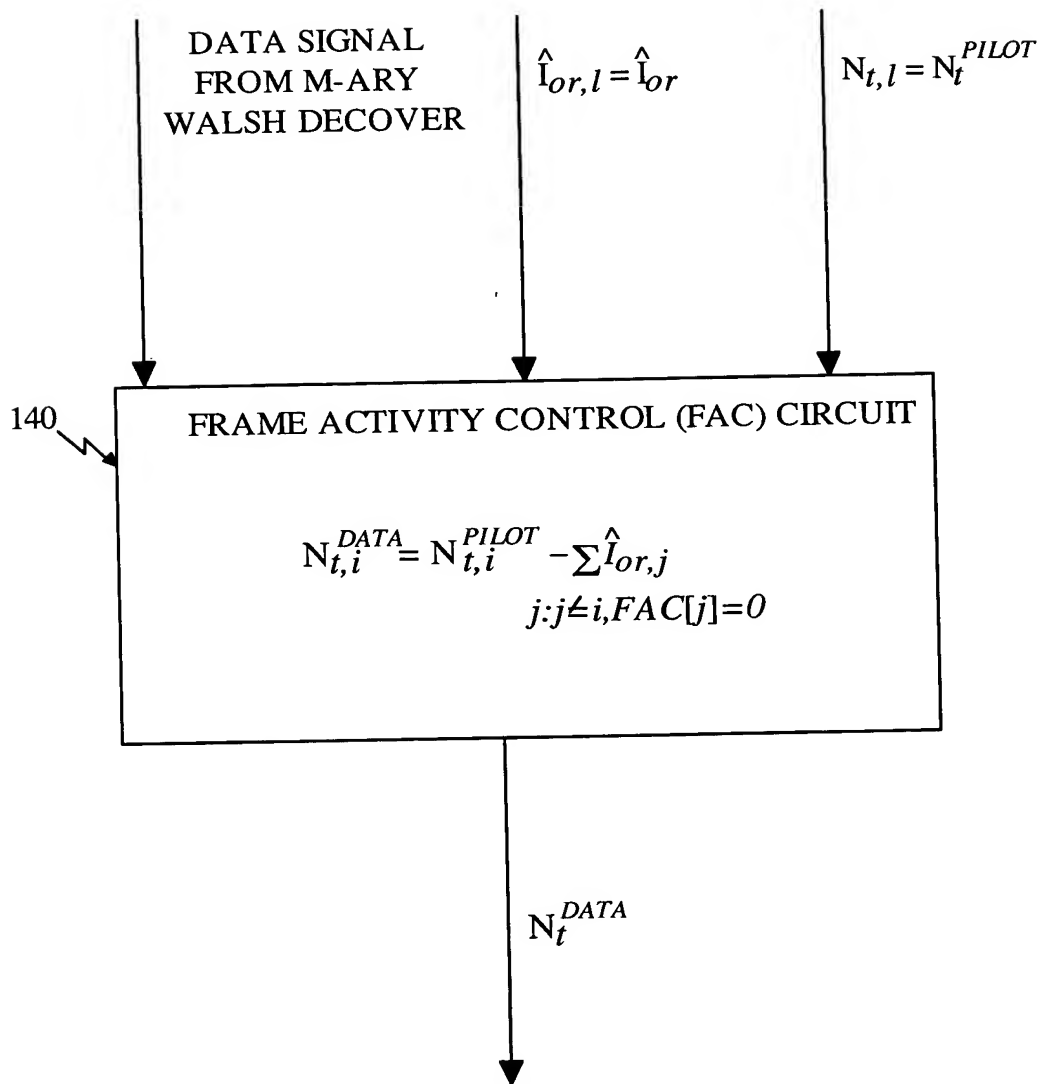 DATA SIGNAL
FROM M-ARY
WALSH DECOVER
Î_{or, l} = Î_{or}
N_{t, l} = N_t^{PILOT}
140
FRAME ACTIVITY CONTROL (FAC) CIRCUIT
N_{t, i}^{DATA} = N_{t, i}^{PILOT} − ∑Î_{or, j}
j:j≠i,FAC[j]=0
N_t^{DATA}